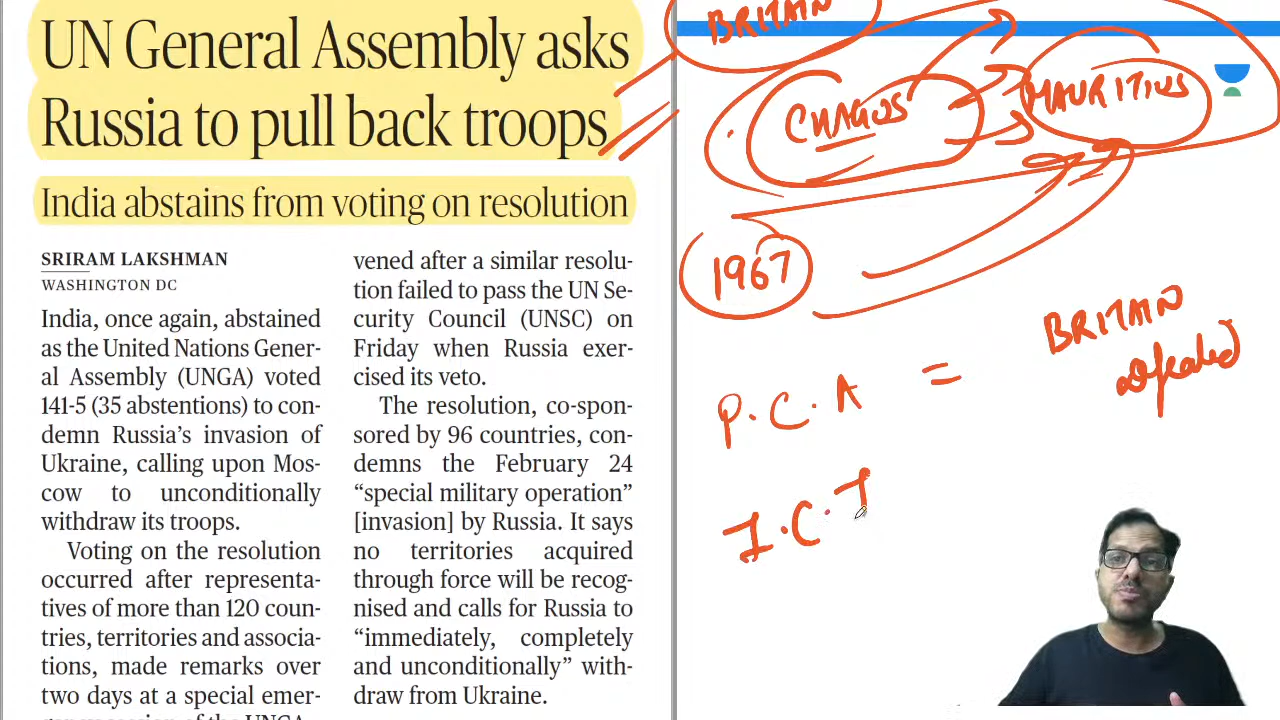 UN General Assembly asks
Russia to pull back troops
India abstains from voting on resolution
SRIRAM LAKSHMAN
WASHINGTON DC
India, once again, abstained
as the United Nations Gener-
al Assembly (UNGA) voted
141-5 (35 abstentions) to con-
demn Russia's invasion of
Ukraine, calling upon Mos-
cow to unconditionally
withdraw its troops.
Voting on the resolution
occurred after representa-
tives of more than 120 coun-
tries, territories and associa-
tions, made remarks over
two days at a special emer-
vened after a similar resolu-
tion failed to pass the UN Se-
curity Council (UNSC) on
Friday when Russia exer-
cised its veto.
The resolution, co-spon-
sored by 96 countries, con-
demns the February 24
“special military operation”
[invasion] by Russia. It says
no territories acquired
through force will be recog-
nised and calls for Russia to
“immediately, completely
and unconditionally” with-
draw from Ukraine.
BRITAIN
CHAGOS
MAURITIUS
1967
P.C.A = BRITAIN
defeated
I.C.J